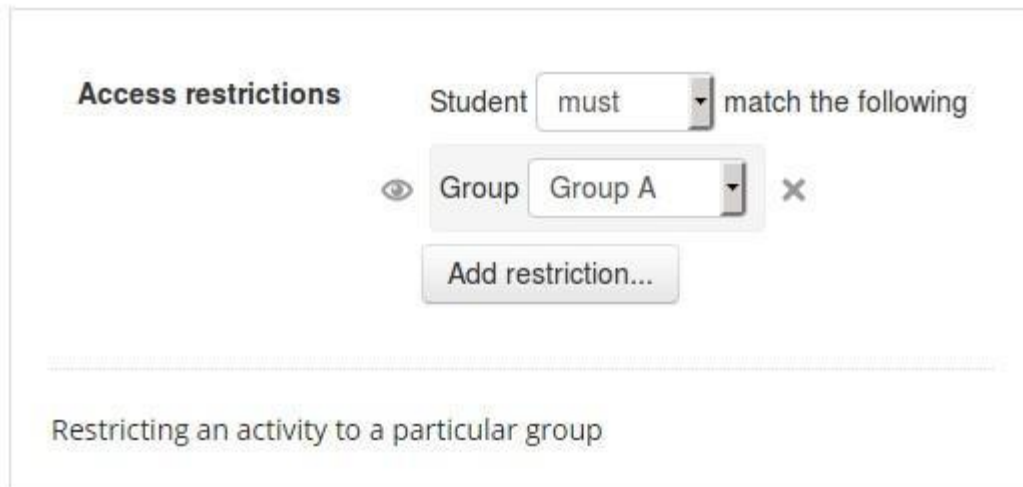 Access restrictions Student must match the following
Group Group A
Add restriction...
Restricting an activity to a particular group